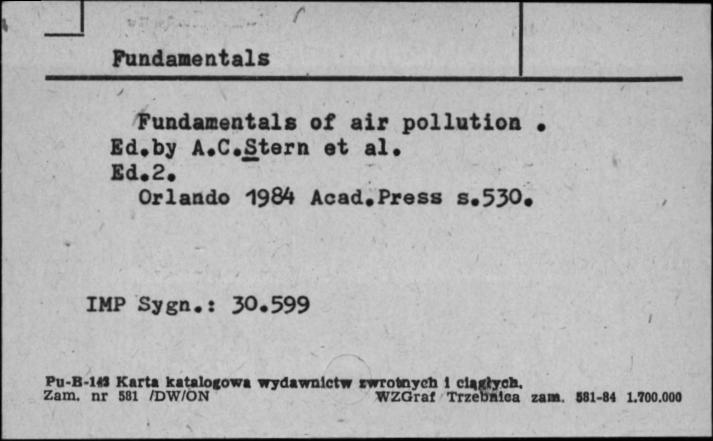 Fundamentals
Fundamentals of air pollution .
Ed.by A.C.Stern et al.
Ed.2.
Orlando 1984 Acad.Press s.530.
IMP Sygn.: 30.599
Pu-B-143 Karta katalogowa wydawnictw zwrotnych i ciągłych.
Zam. nr 581 /DW/ON WZGraf Trzebnica zam. 581-84 1.700.000